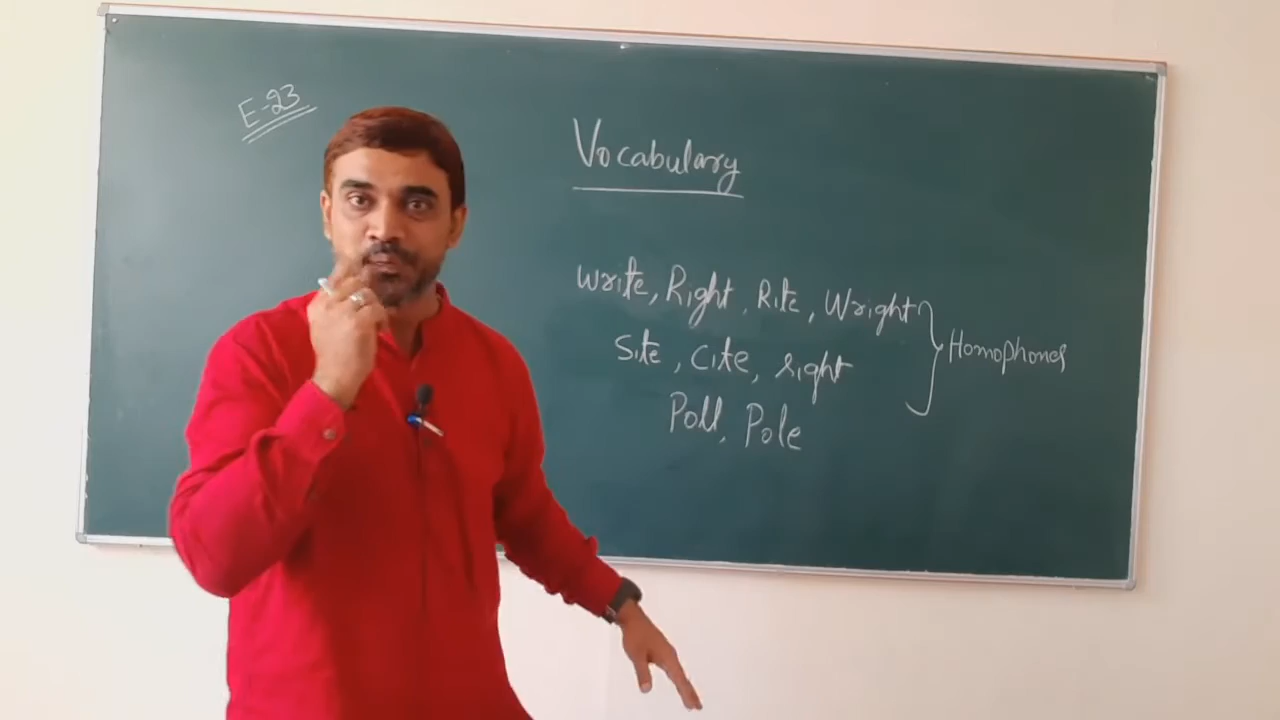 E-23
Vocabulary
Write, Right, Rite, Wright
Site, Cite, sight
Poll, Pole
Homophones